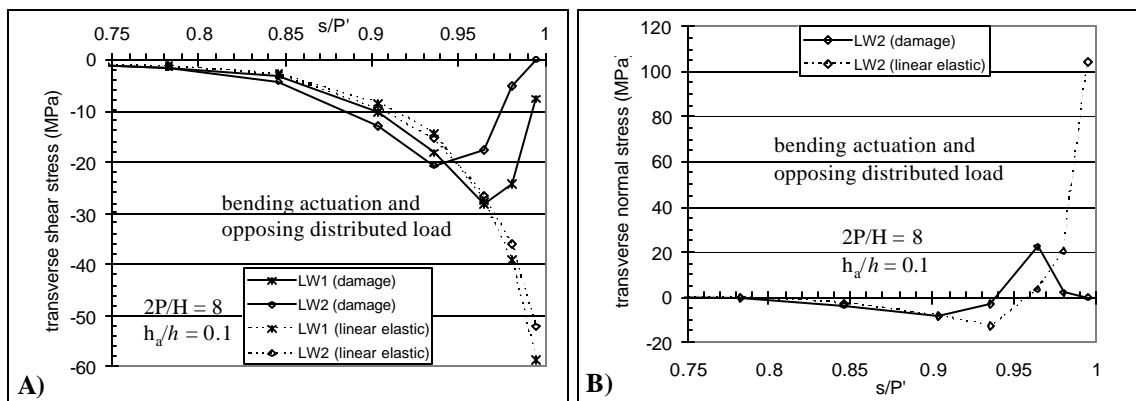 s/P'
0.75 0.8 0.85 0.9 0.95 1
0
-10
-20
-30
-40
-50
-60
transverse shear stress (MPa)
bending actuation and
opposing distributed load
2P/H = 8
hₐ/h = 0.1
LW1 (damage)
LW2 (damage)
LW1 (linear elastic)
LW2 (linear elastic)
A)
120
100
80
60
40
20
0
-20
transverse normal stress (MPa)
LW2 (damage)
LW2 (linear elastic)
bending actuation and
opposing distributed load
2P/H = 8
hₐ/h = 0.1
0.75 0.8 0.85 0.9 0.95 1
s/P'
B)